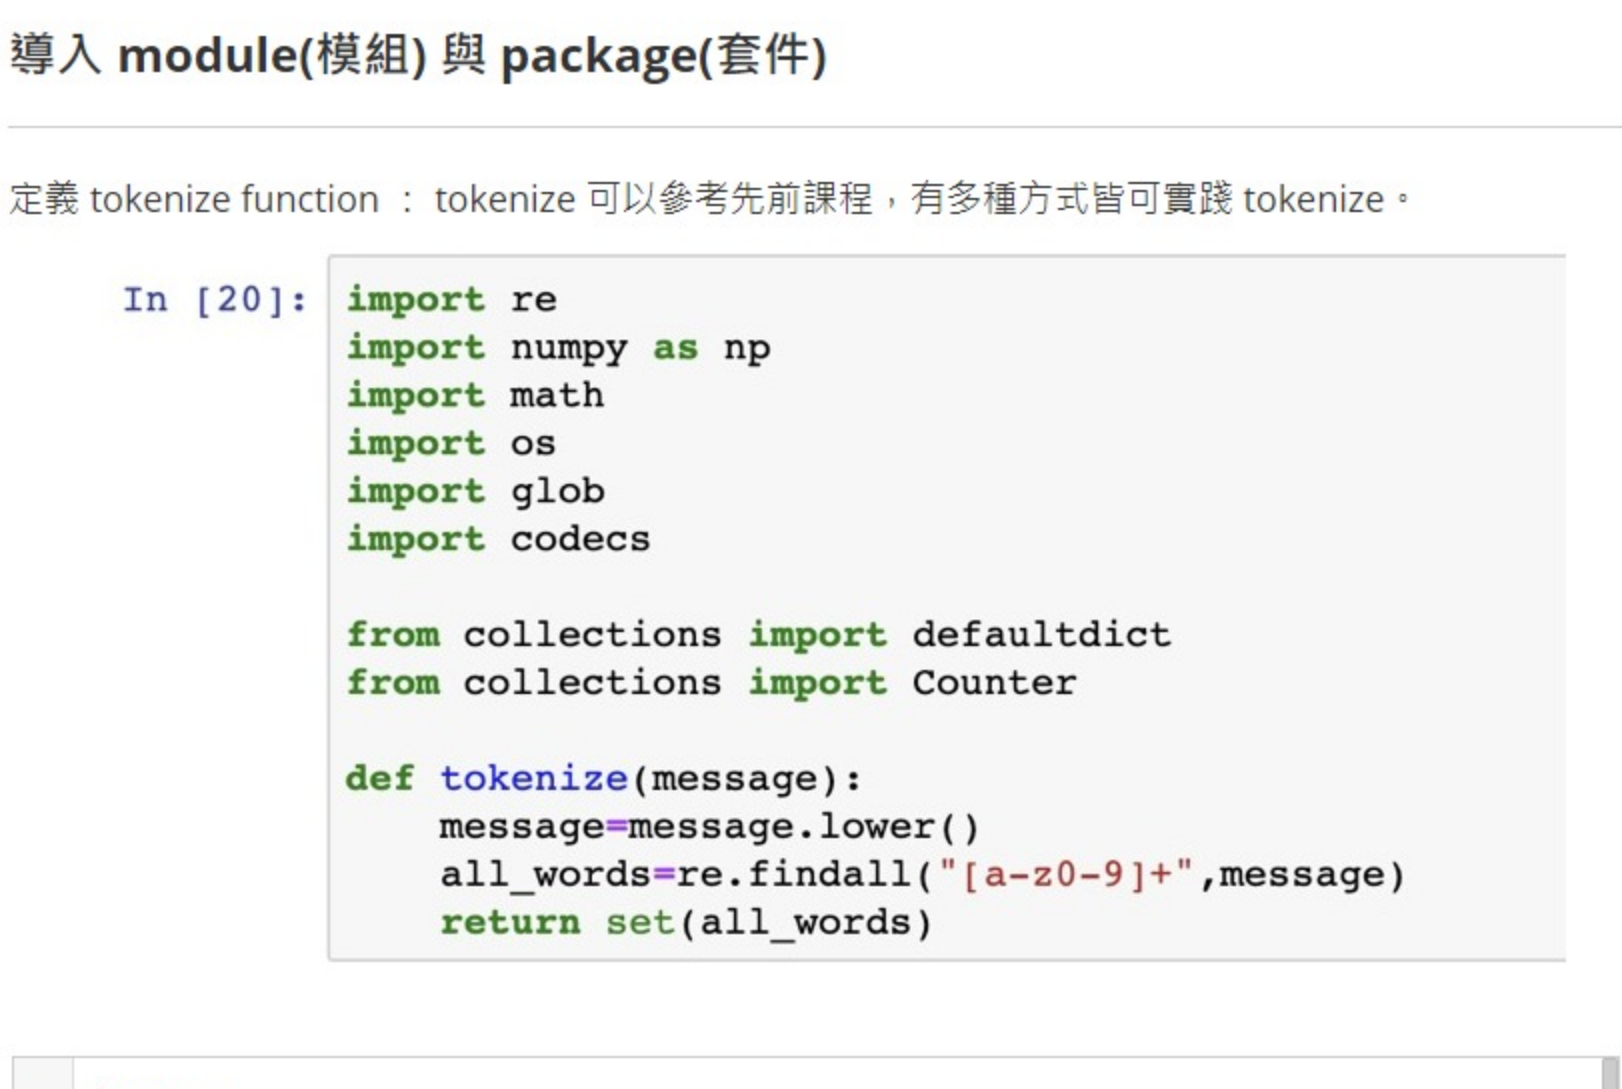 導入 module(模組) 與 package(套件)
定義 tokenize function ： tokenize 可以參考先前課程，有多種方式皆可實踐 tokenize。
In [20]:
import re
import numpy as np
import math
import os
import glob
import codecs
from collections import defaultdict
from collections import Counter
def tokenize(message):
    message=message.lower()
    all_words=re.findall("[a-z0-9]+",message)
    return set(all_words)